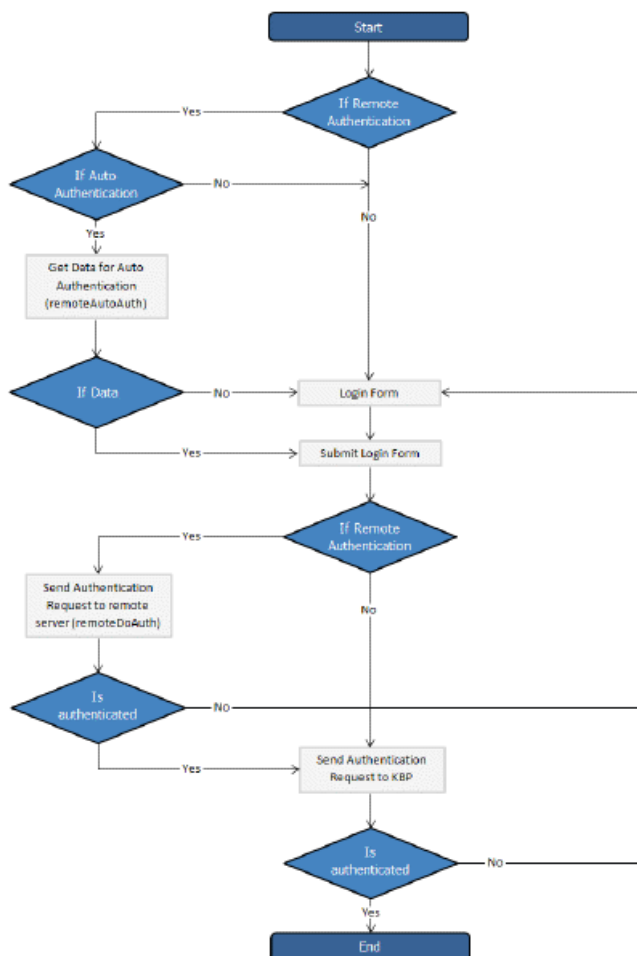 Start
If Remote
Authentication
Yes
If Auto
Authentication
No
No
Yes
Get Data for Auto
Authentication
(remoteAutoAuth)
If Data
No
Login Form
Yes
Submit Login Form
If Remote
Authentication
Yes
Send Authentication
Request to remote
server (remoteDoAuth)
No
Is
authenticated
No
Send Authentication
Request to KBP
Yes
Is
authenticated
No
Yes
End